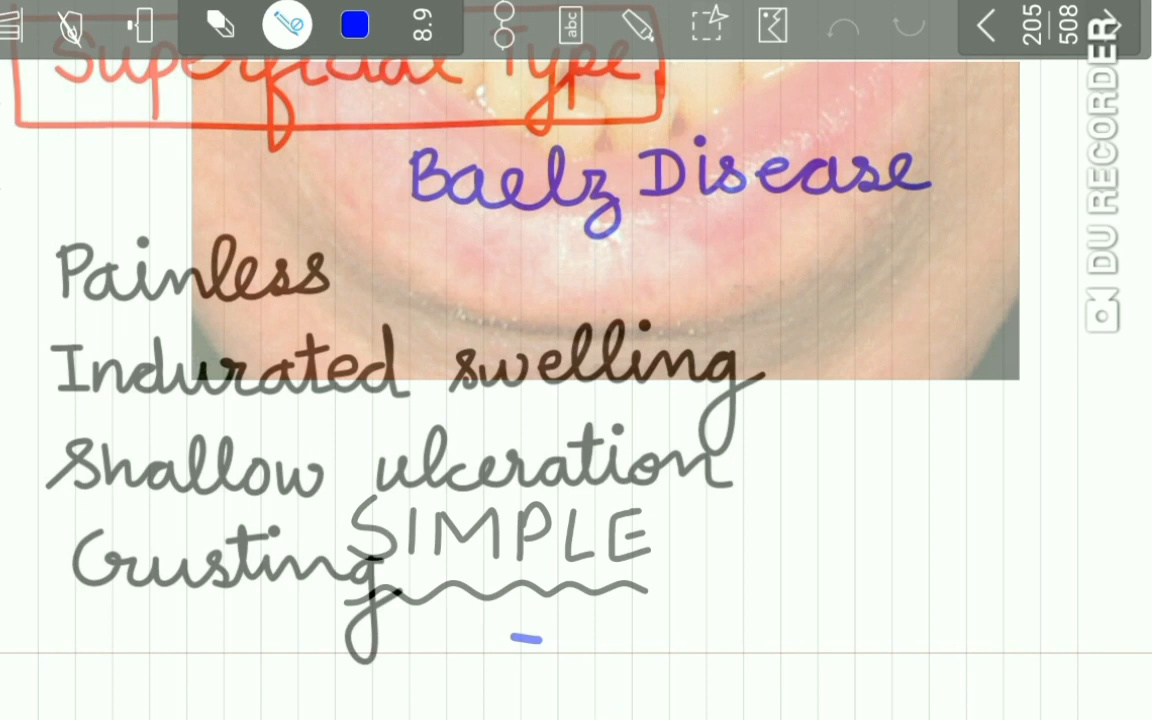 8.9
abc
205
508
Superficial Type
Baelz Disease
Painless
Indurated swelling
Shallow ulceration
SIMPLE
Crusting
DU RECORDER